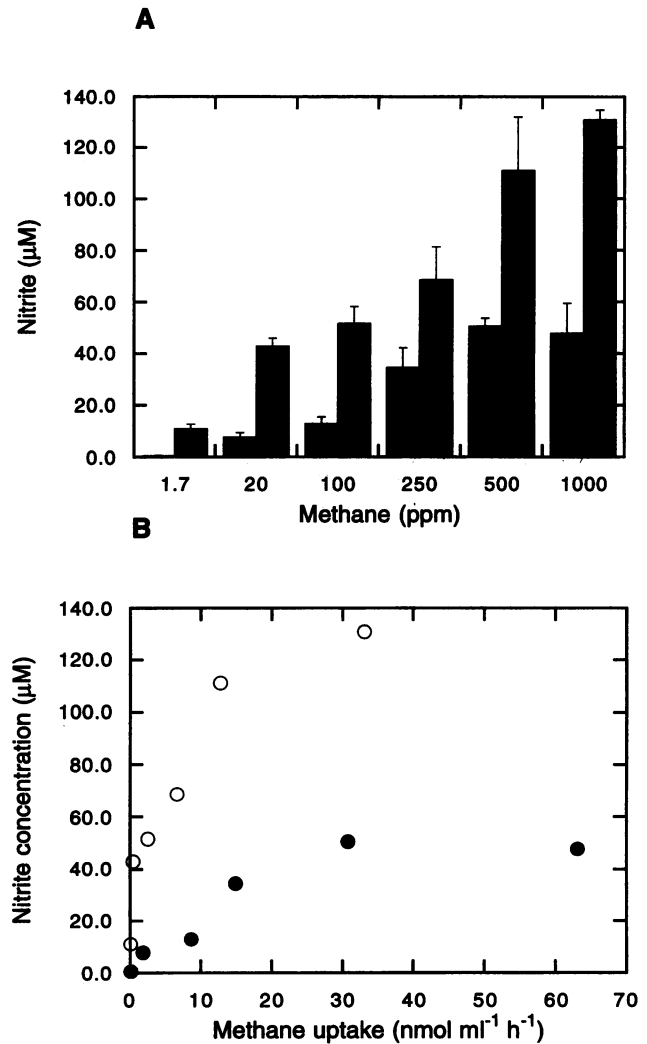 A
140.0
120.0
100.0
80.0
60.0
40.0
20.0
0.0
Nitrite (μM)
1.7 20 100 250 500 1000
Methane (ppm)
B
140.0
120.0
100.0
80.0
60.0
40.0
20.0
0.0
Nitrite concentration (μM)
0 10 20 30 40 50 60 70
Methane uptake (nmol ml⁻¹ h⁻¹)